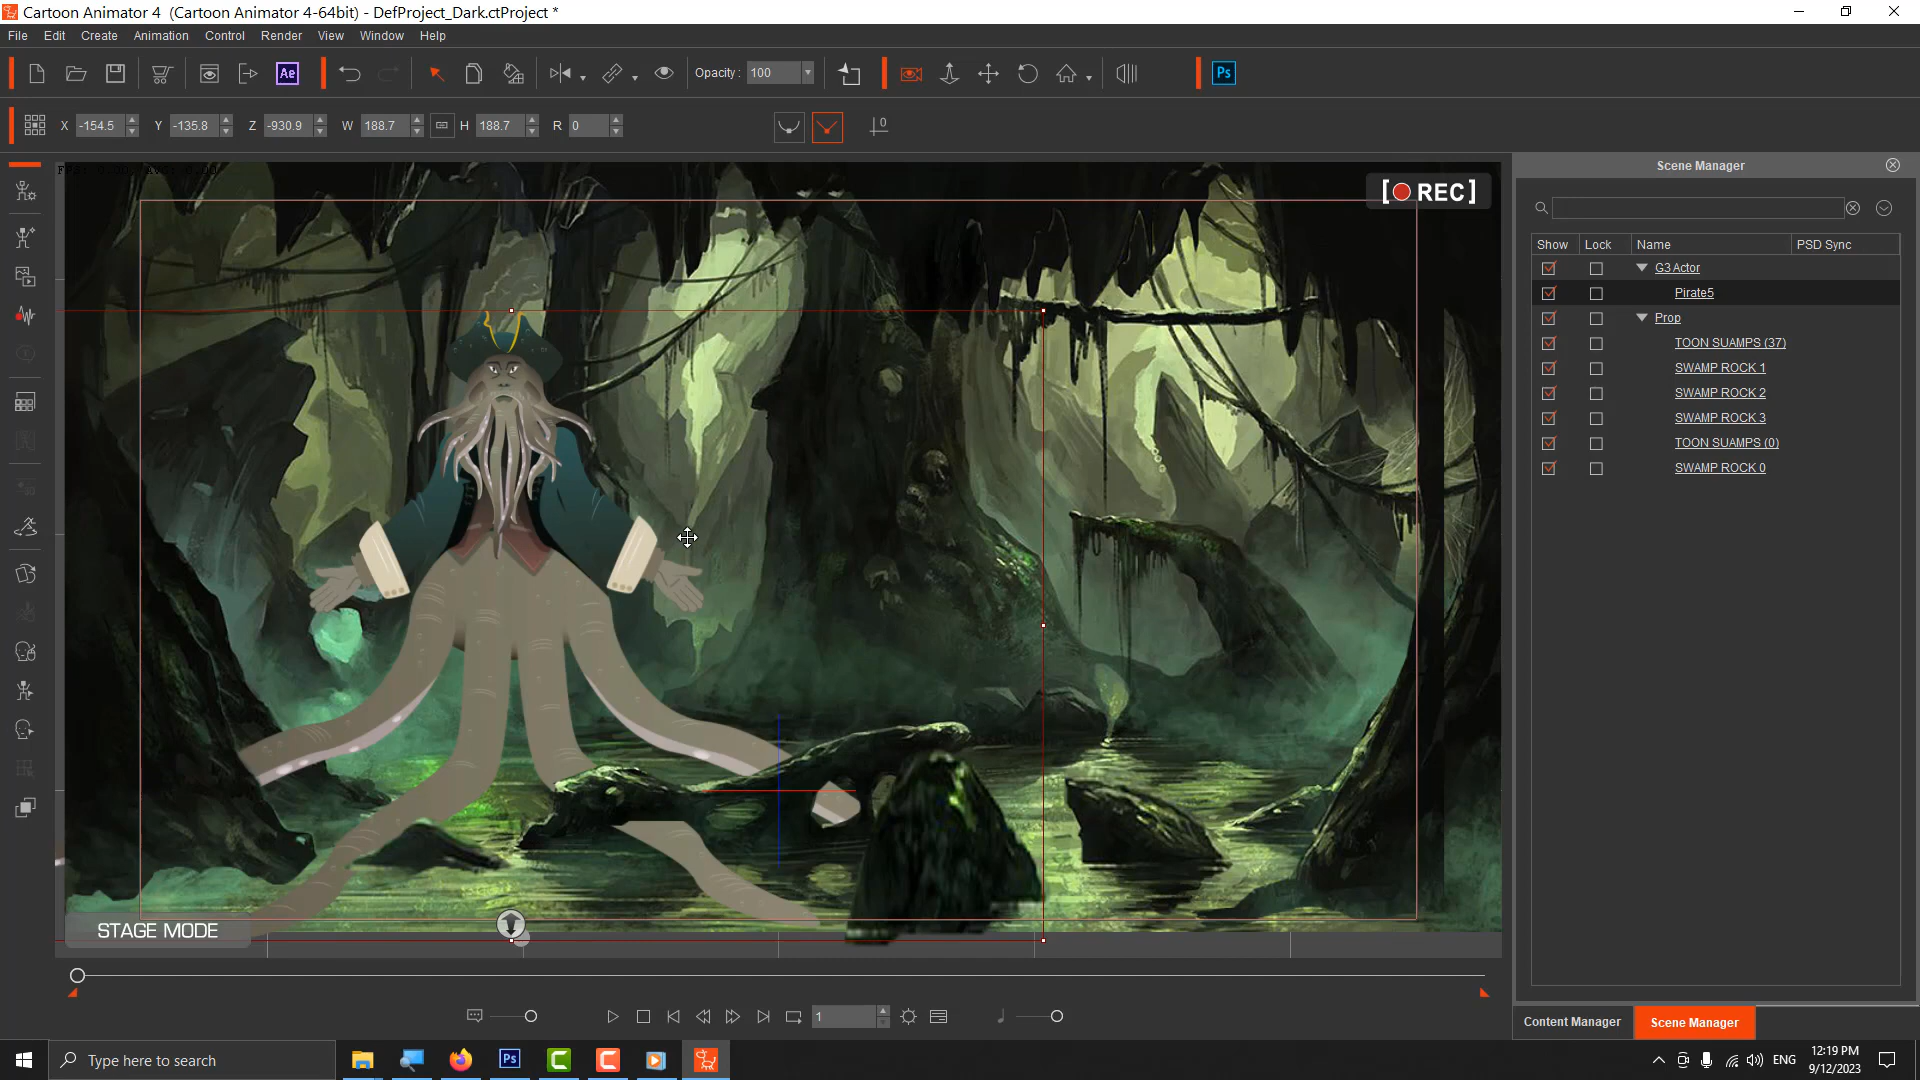 Cartoon Animator 4  (Cartoon Animator 4-64bit) - DefProject_Dark.ctProject *
File Edit Create Animation Control Render View Window Help
Ae Opacity : 100 Ps
X -154.5 Y -135.8 Z -930.9 W 188.7 H 188.7 R 0 0
Scene Manager
[REC]
Show Lock Name PSD Sync
G3 Actor
Pirate5
Prop
TOON SUAMPS (37)
SWAMP ROCK 1
SWAMP ROCK 2
SWAMP ROCK 3
TOON SUAMPS (0)
SWAMP ROCK 0
STAGE MODE
1
Content Manager Scene Manager
Type here to search
Ps
ENG
12:19 PM
9/12/2023